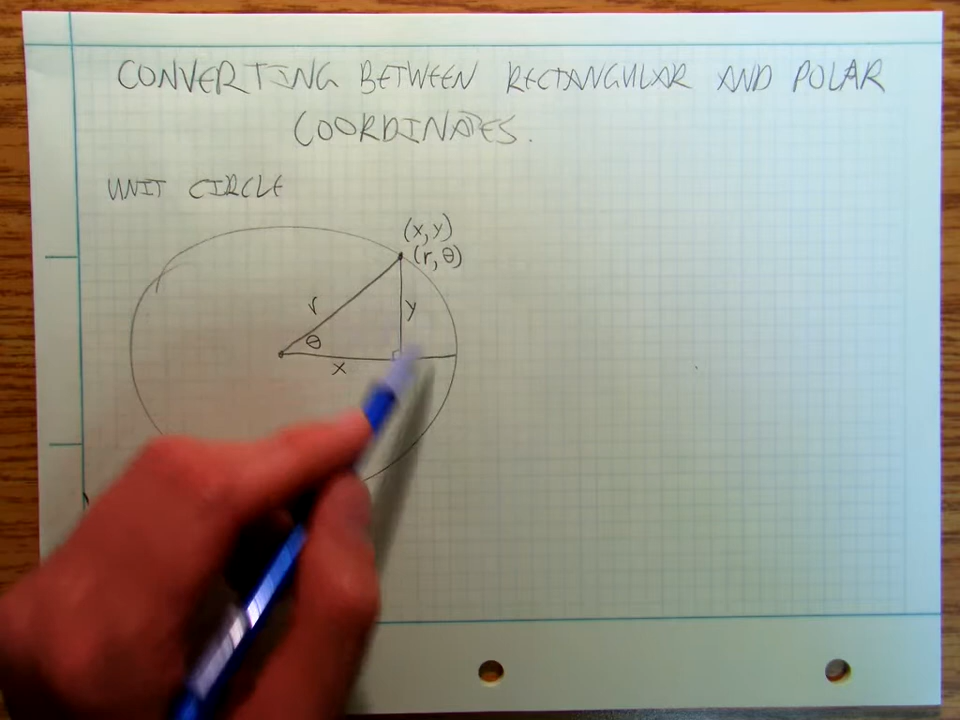 CONVERTING BETWEEN RECTANGULAR AND POLAR
COORDINATES.
UNIT CIRCLE
(x, y)
(r, θ)
r
y
θ
x